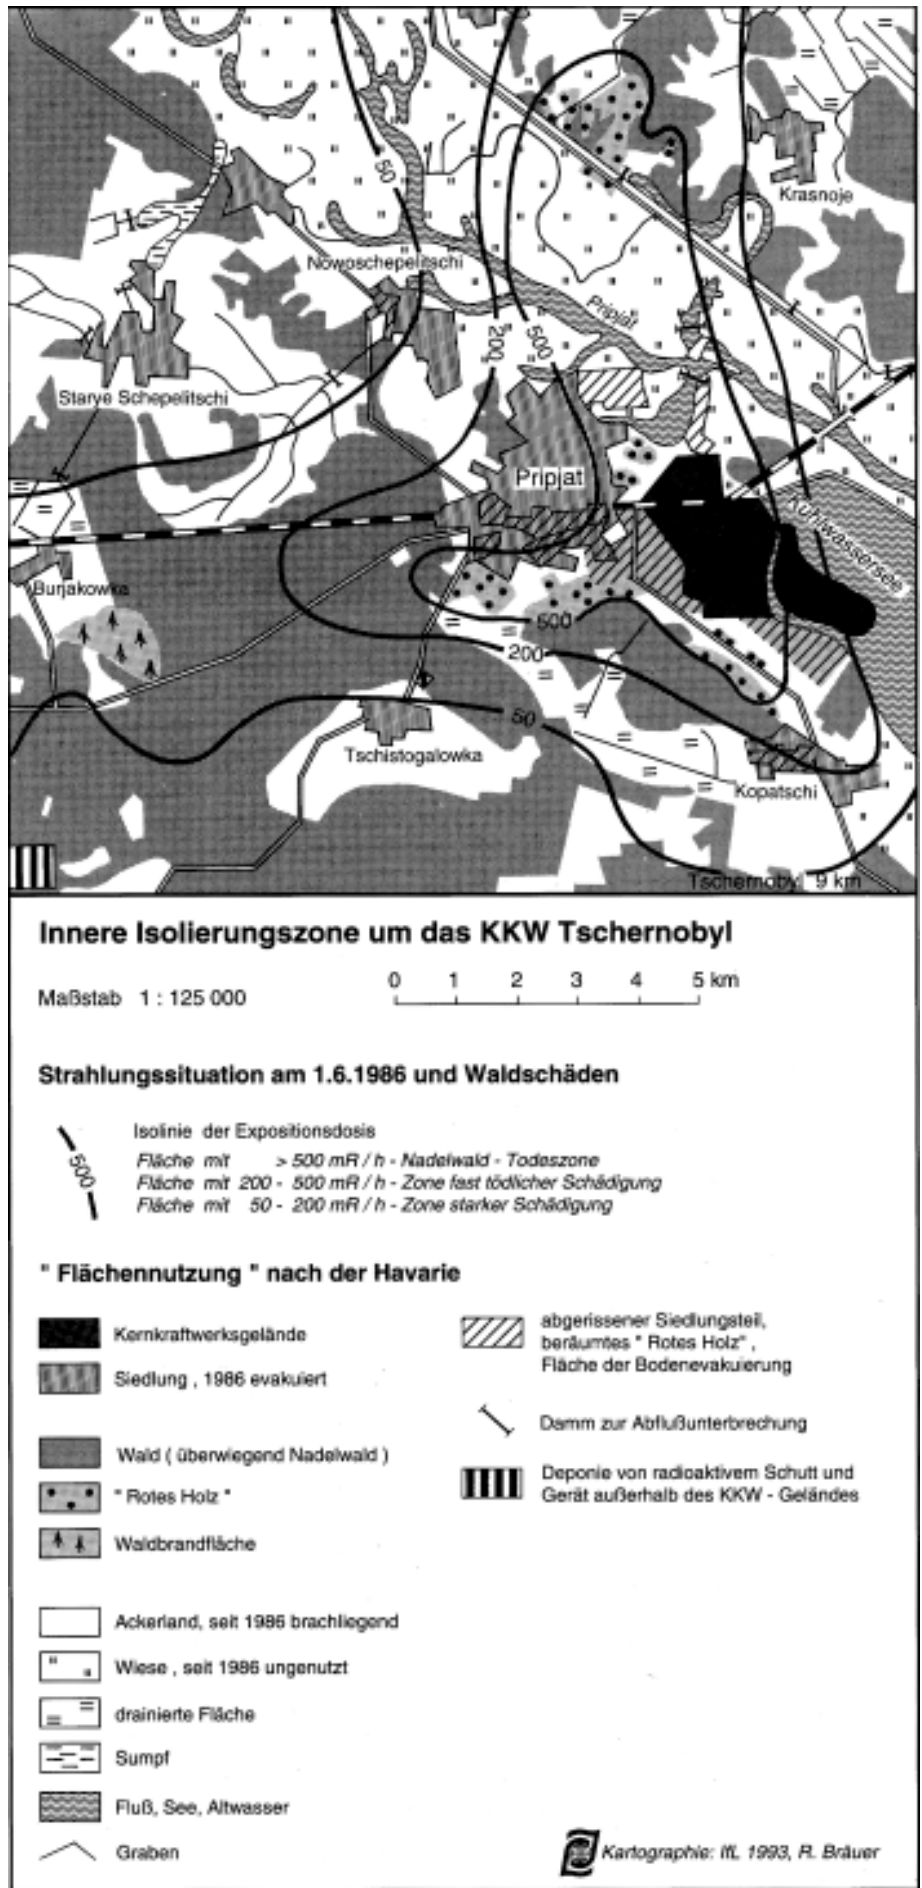 50
Krasnoje
Nowoschepelitschi
Pripjat
200
500
Starye Schepelitschi
Pripjat
Kühlwassersee
Burjakowka
500
200
50
Tschistogalowka
Kopatschi
Tschernobyl 9 km
Innere Isolierungszone um das KKW Tschernobyl
Maßstab 1 : 125 000
0 1 2 3 4 5 km
Strahlungssituation am 1.6.1986 und Waldschäden
500
Isolinie der Expositionsdosis
Fläche mit > 500 mR / h - Nadelwald - Todeszone
Fläche mit 200 - 500 mR / h - Zone fast tödlicher Schädigung
Fläche mit 50 - 200 mR / h - Zone starker Schädigung
" Flächennutzung " nach der Havarie
Kernkraftwerksgelände
Siedlung , 1986 evakuiert
Wald ( überwiegend Nadelwald )
" Rotes Holz "
Waldbrandfläche
Ackerland, seit 1986 brachliegend
Wiese , seit 1986 ungenutzt
drainierte Fläche
Sumpf
Fluß, See, Altwasser
Graben
abgerissener Siedlungsteil,
beräumtes " Rotes Holz" ,
Fläche der Bodenevakuierung
Damm zur Abflußunterbrechung
Deponie von radioaktivem Schutt und
Gerät außerhalb des KKW - Geländes
Kartographie: IfL 1993, R. Bräuer